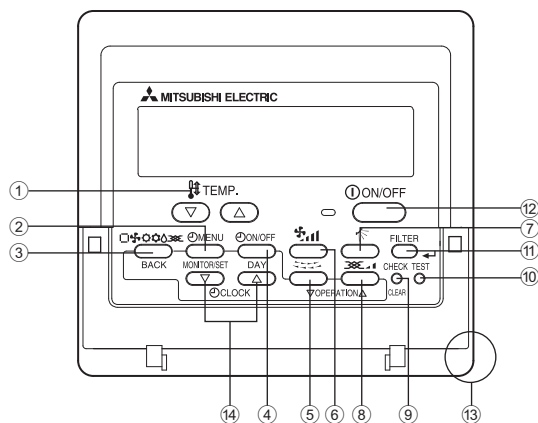 MITSUBISHI ELECTRIC
① TEMP. ON/OFF ⑫
② MENU ON/OFF ⑦
FILTER ⑪
③ BACK MONITOR/SET DAY CHECK TEST ⑩
CLOCK ▽OPERATION△ CLEAR
⑭ ④ ⑤ ⑥ ⑧ ⑨ ⑬